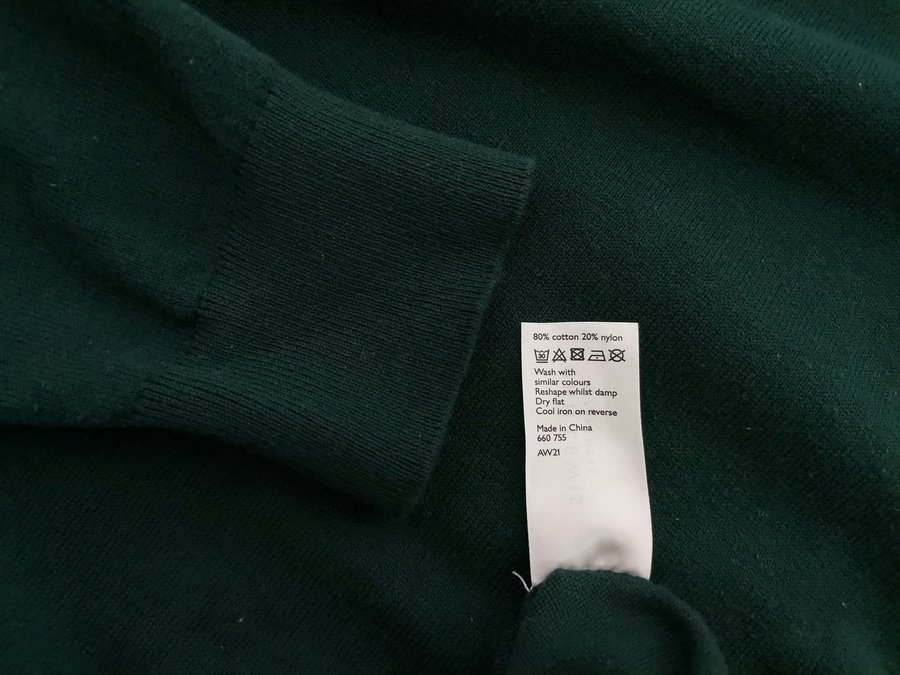 80% cotton 20% nylon
30
Wash with
similar colours
Reshape whilst damp
Dry flat
Cool iron on reverse
Made in China
660 755
AW21